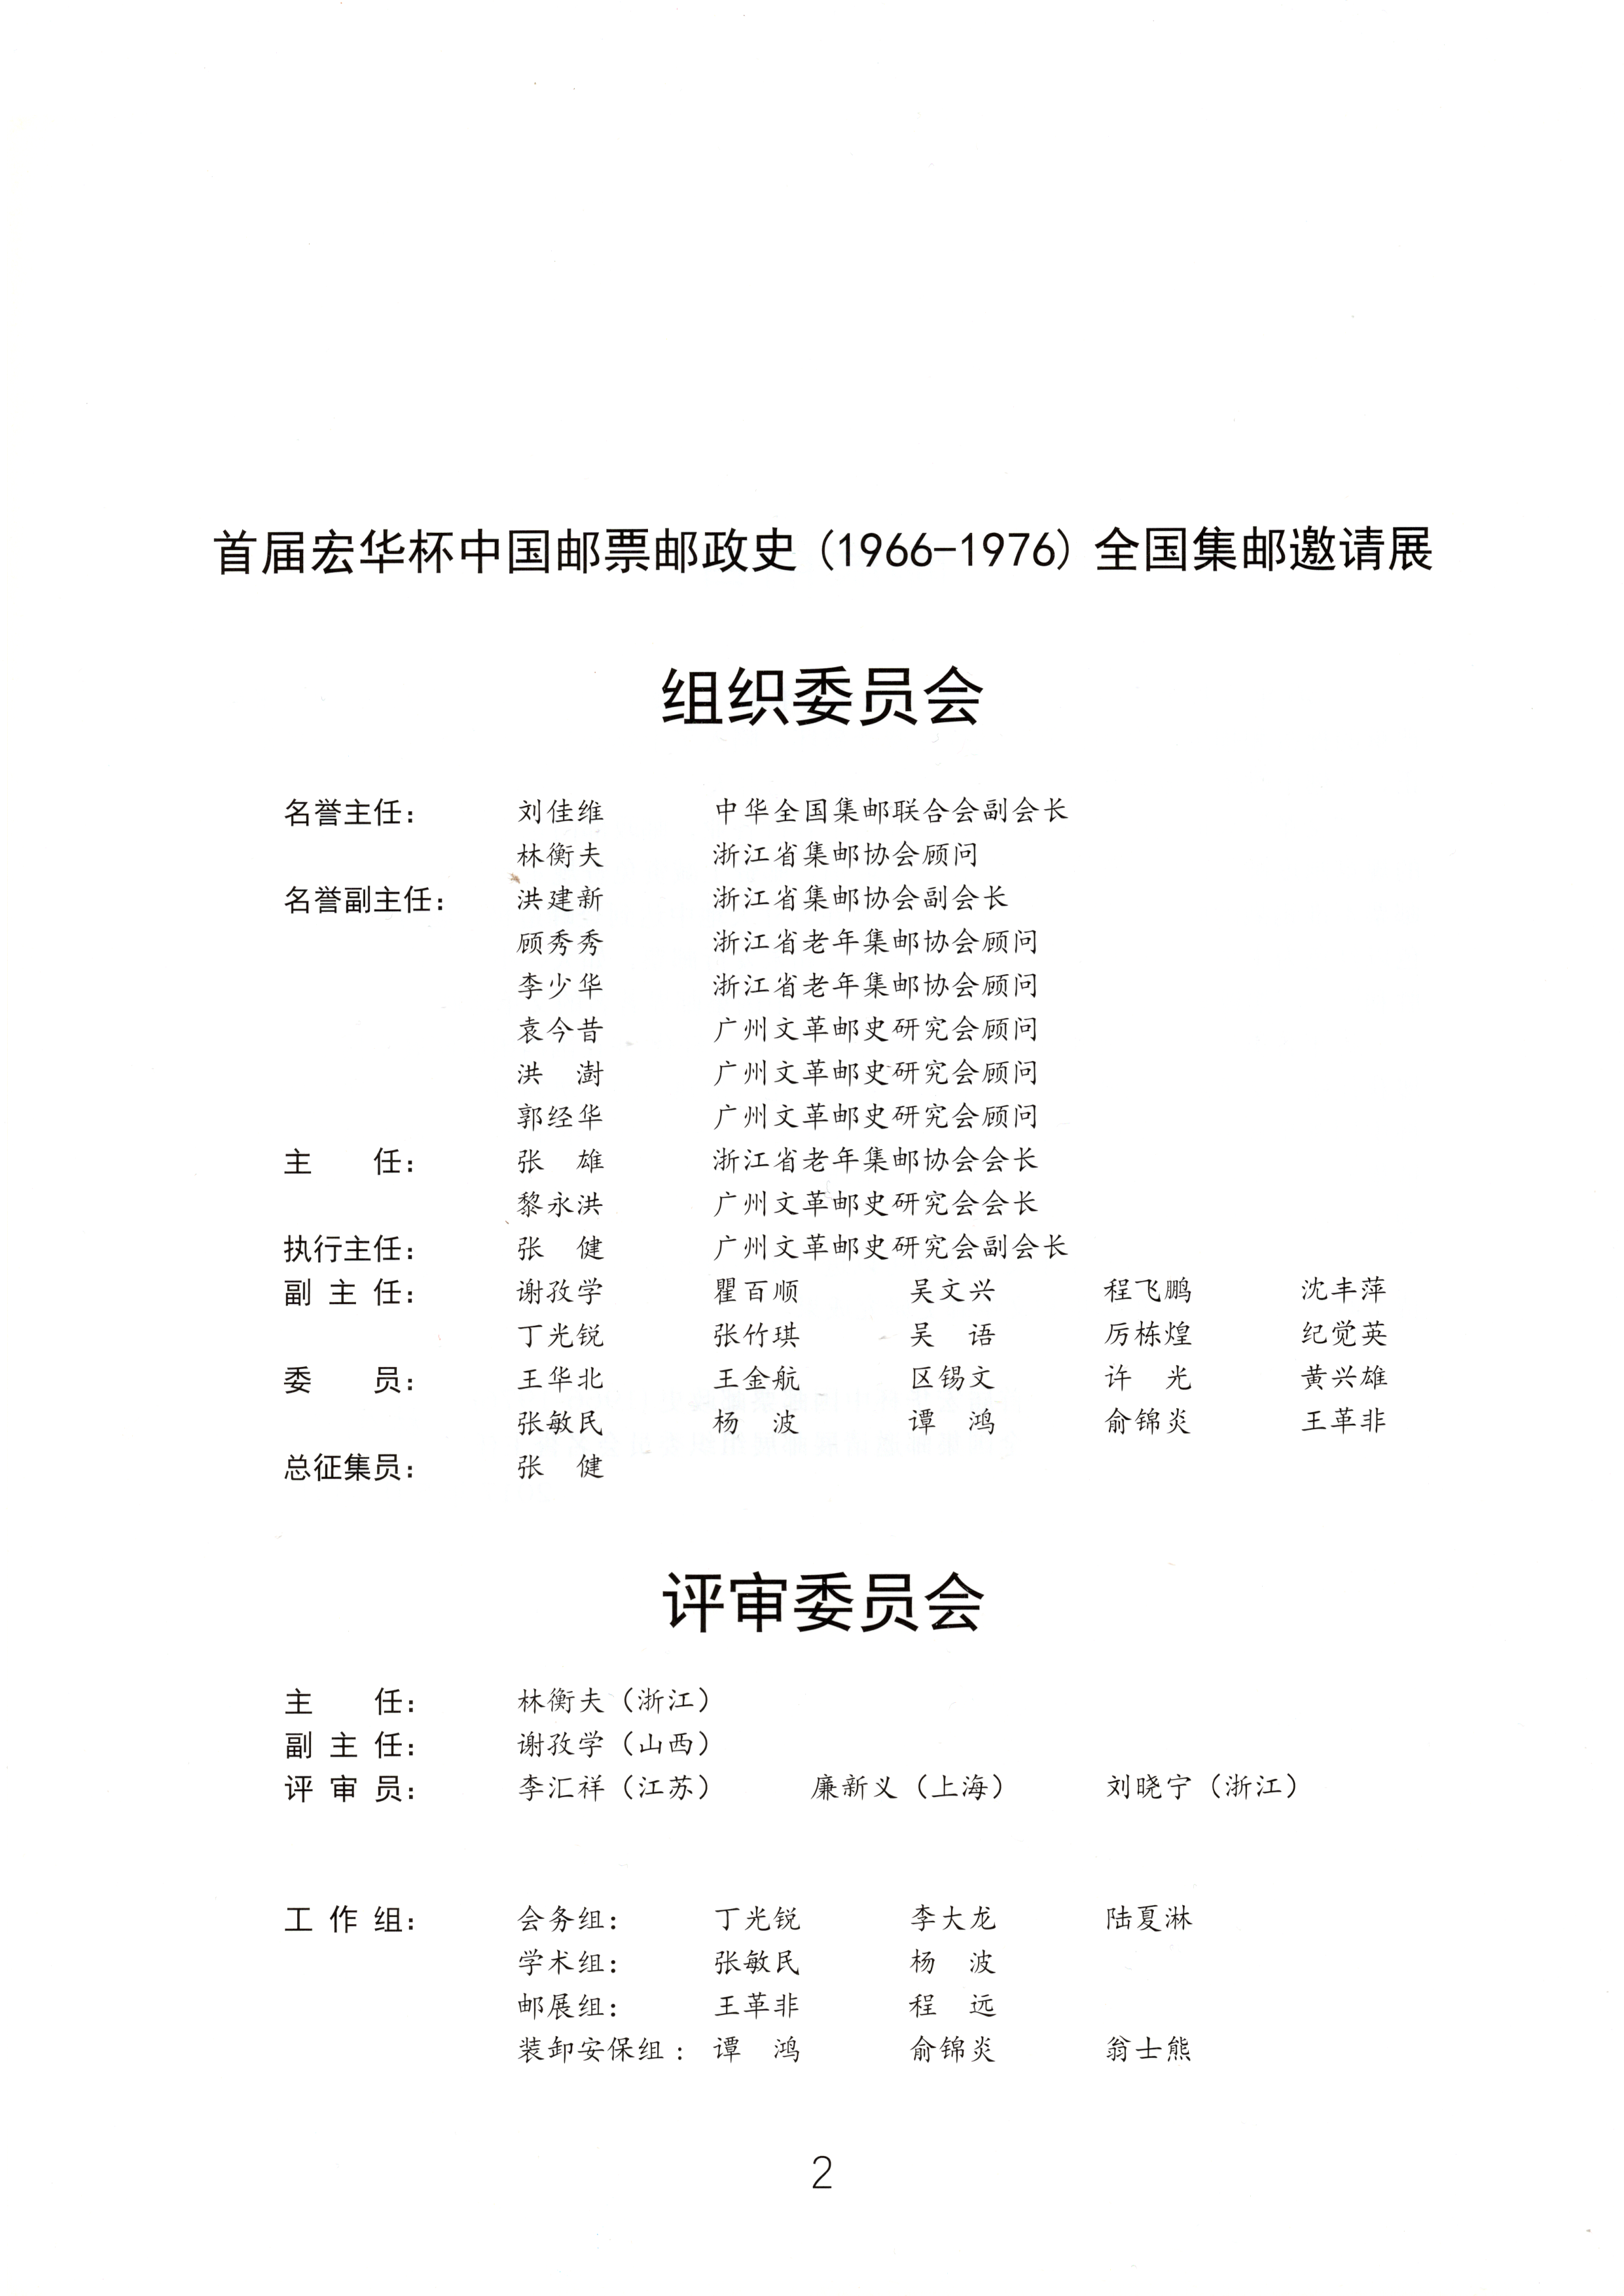 首届宏华杯中国邮票邮政史(1966-1976)全国集邮邀请展
组织委员会
名誉主任： 刘佳维 中华全国集邮联合会副会长
林衡夫 浙江省集邮协会顾问
名誉副主任： 洪建新 浙江省集邮协会副会长
顾秀秀 浙江省老年集邮协会顾问
李少华 浙江省老年集邮协会顾问
袁今昔 广州文革邮史研究会顾问
洪 澍 广州文革邮史研究会顾问
郭经华 广州文革邮史研究会顾问
主 任： 张 雄 浙江省老年集邮协会会长
黎永洪 广州文革邮史研究会会长
执行主任： 张 健 广州文革邮史研究会副会长
副 主 任： 谢孜学 瞿百顺 吴文兴 程飞鹏 沈丰萍
丁光锐 张竹琪 吴 语 厉栋煌 纪觉英
委 员： 王华北 王金航 区锡文 许 光 黄兴雄
张敏民 杨 波 谭 鸿 俞锦炎 王革非
总征集员： 张 健
评审委员会
主 任： 林衡夫（浙江）
副 主 任： 谢孜学（山西）
评 审 员： 李汇祥（江苏） 廉新义（上海） 刘晓宁（浙江）
工 作 组： 会务组： 丁光锐 李大龙 陆夏淋
学术组： 张敏民 杨 波
邮展组： 王革非 程 远
装卸安保组： 谭 鸿 俞锦炎 翁士熊
2